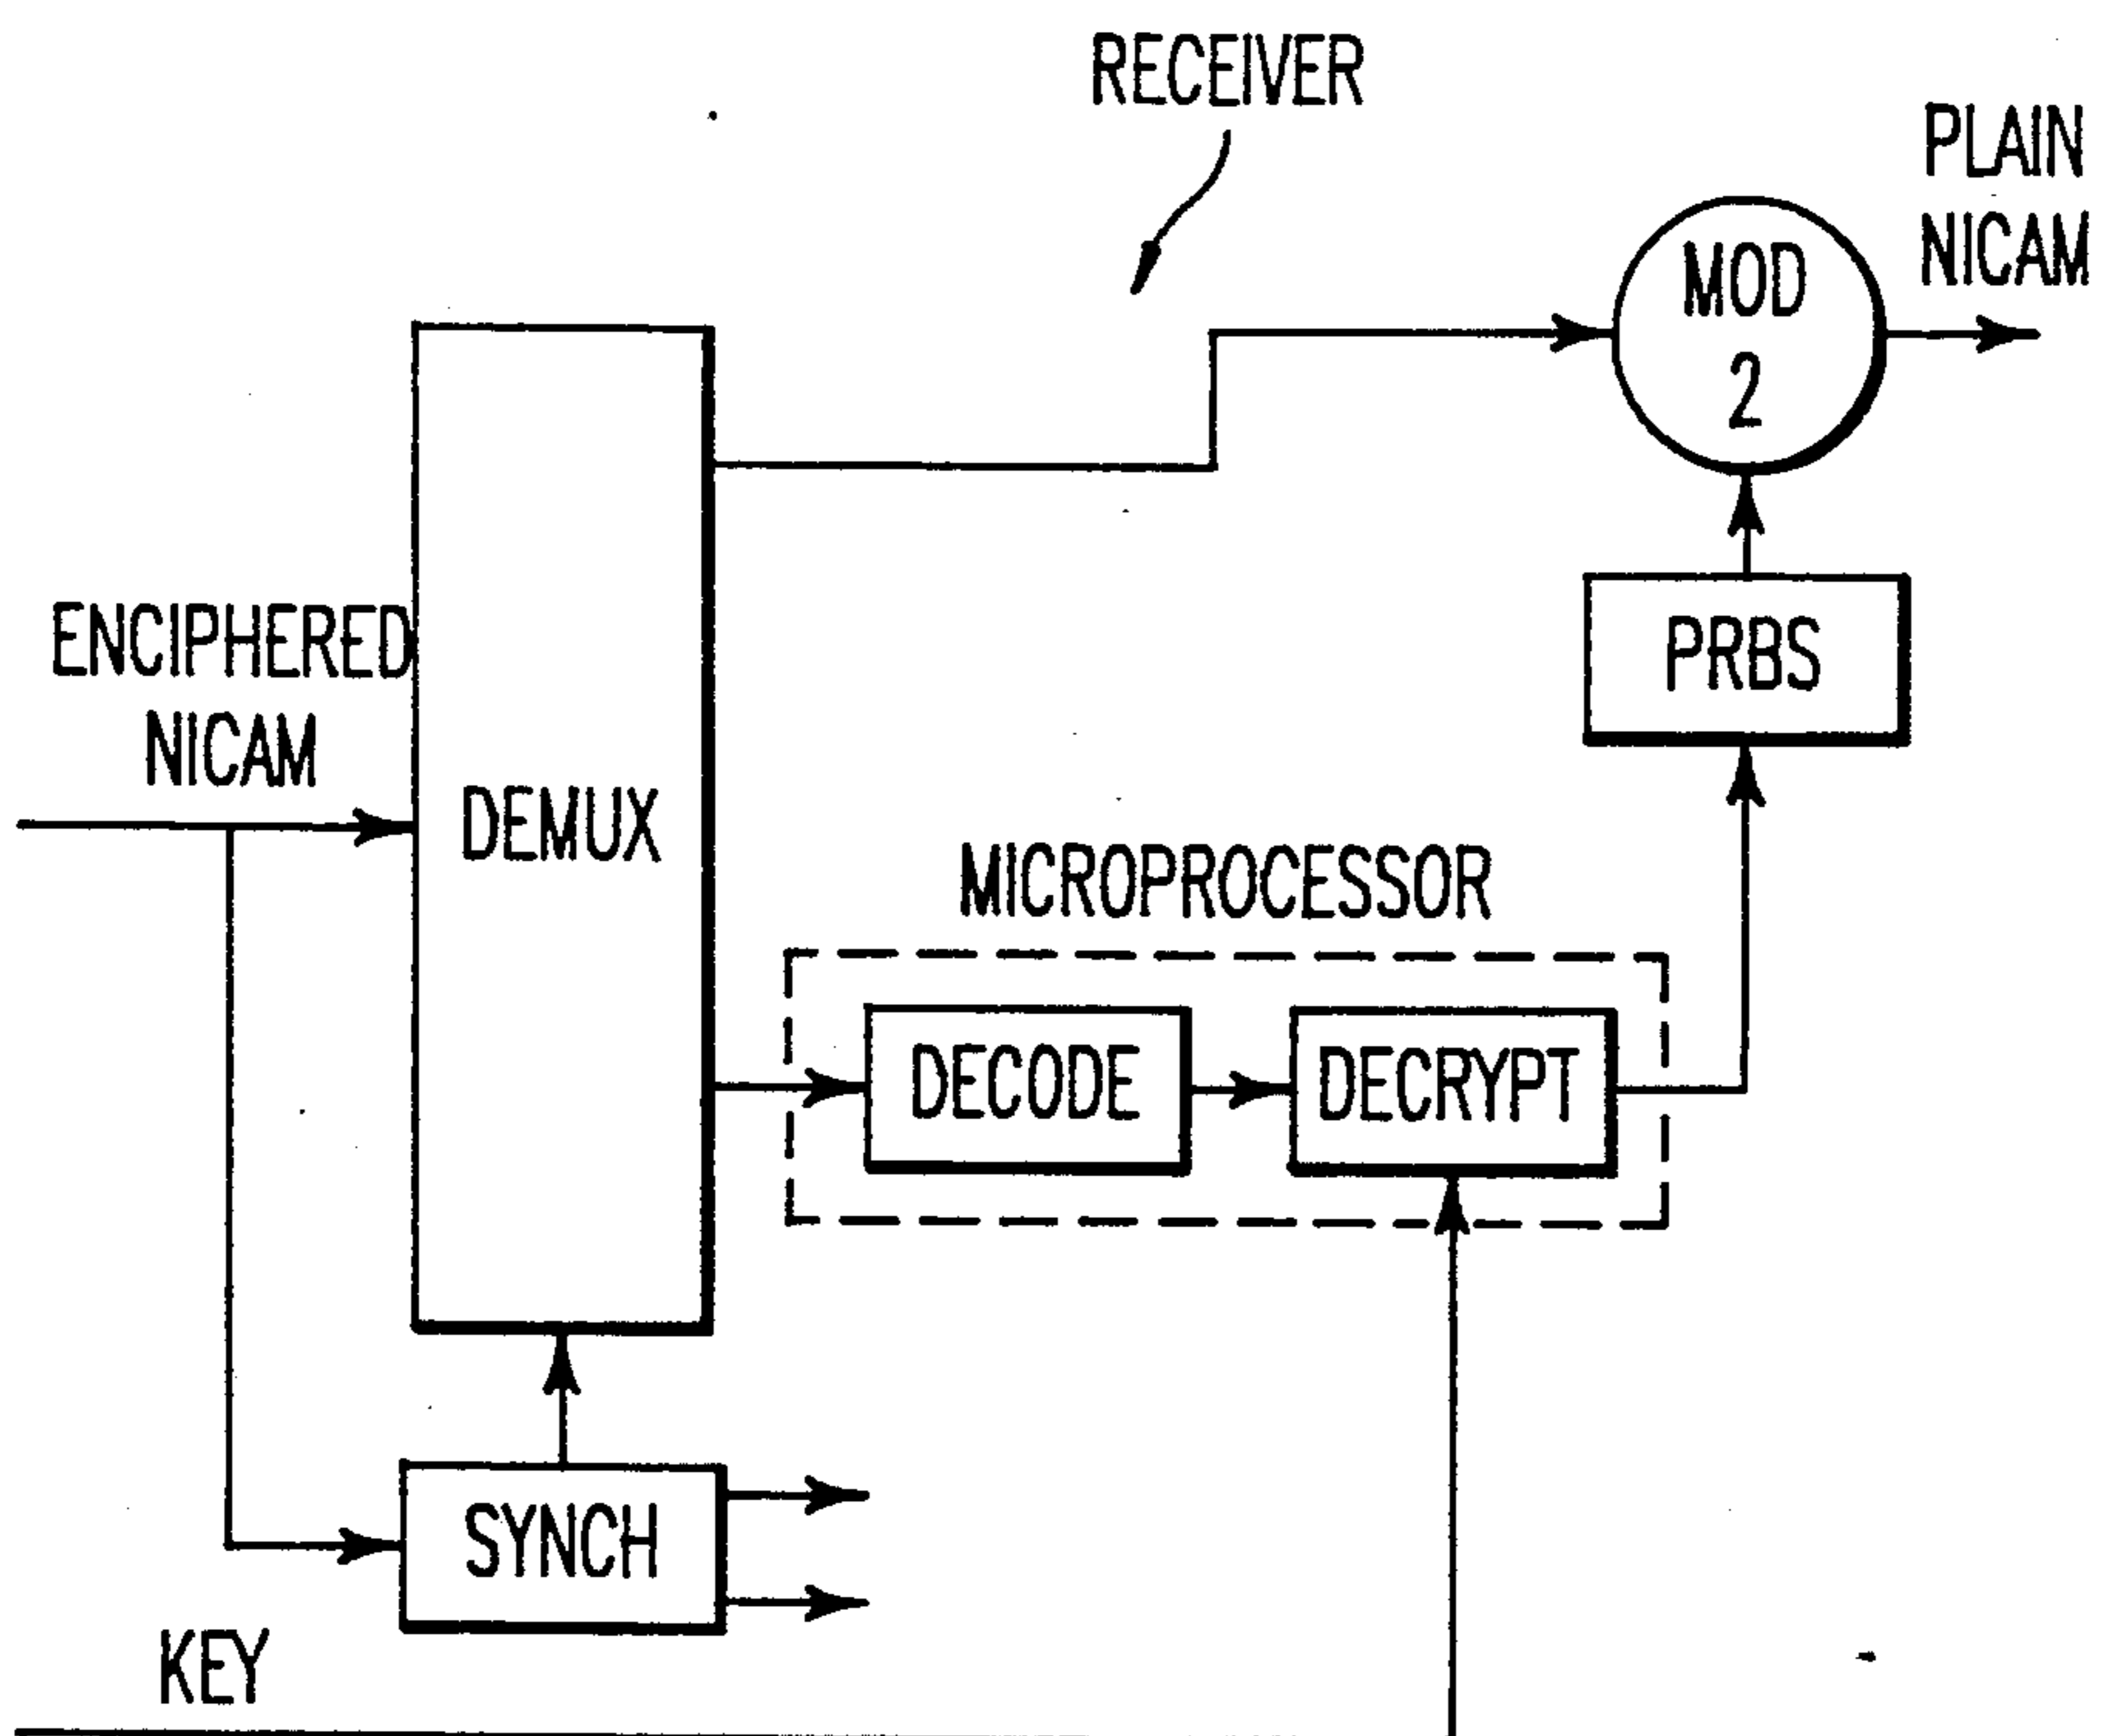 RECEIVER
PLAIN
NICAM
MOD
2
PRBS
ENCIPHERED
NICAM
DEMUX
MICROPROCESSOR
DECODE
DECRYPT
SYNCH
KEY